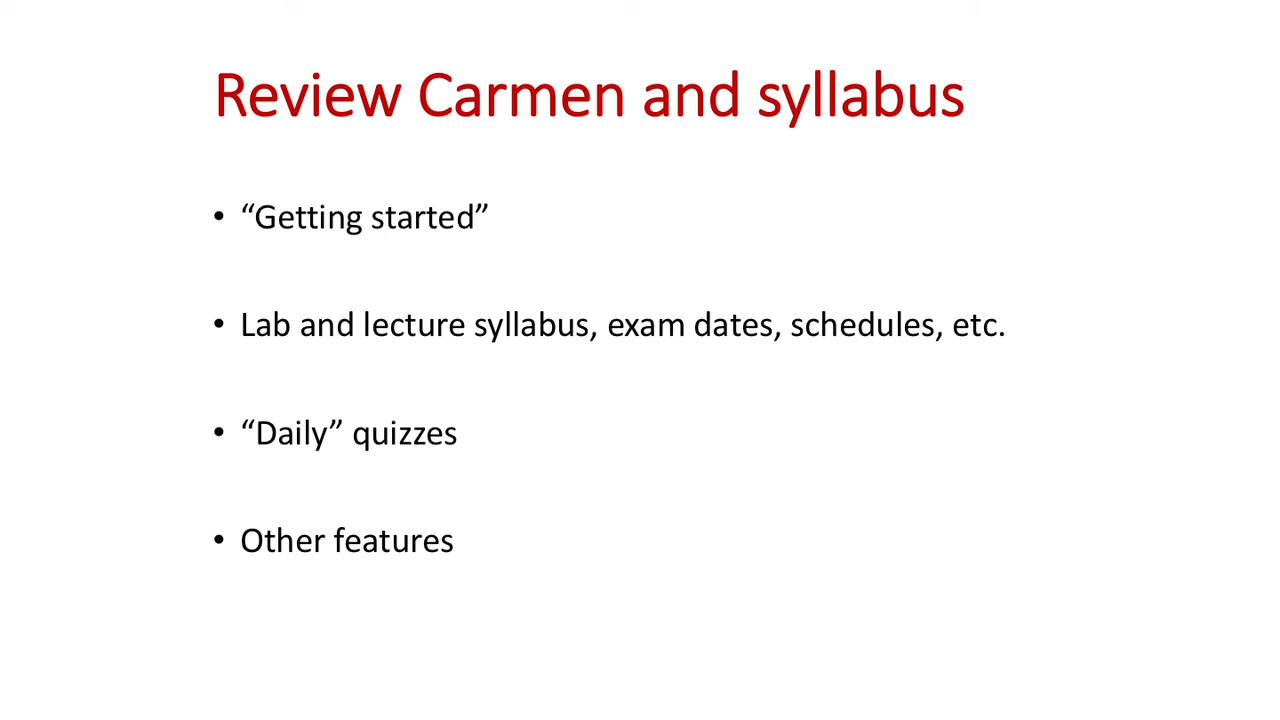 Review Carmen and syllabus
• “Getting started”
• Lab and lecture syllabus, exam dates, schedules, etc.
• “Daily” quizzes
• Other features